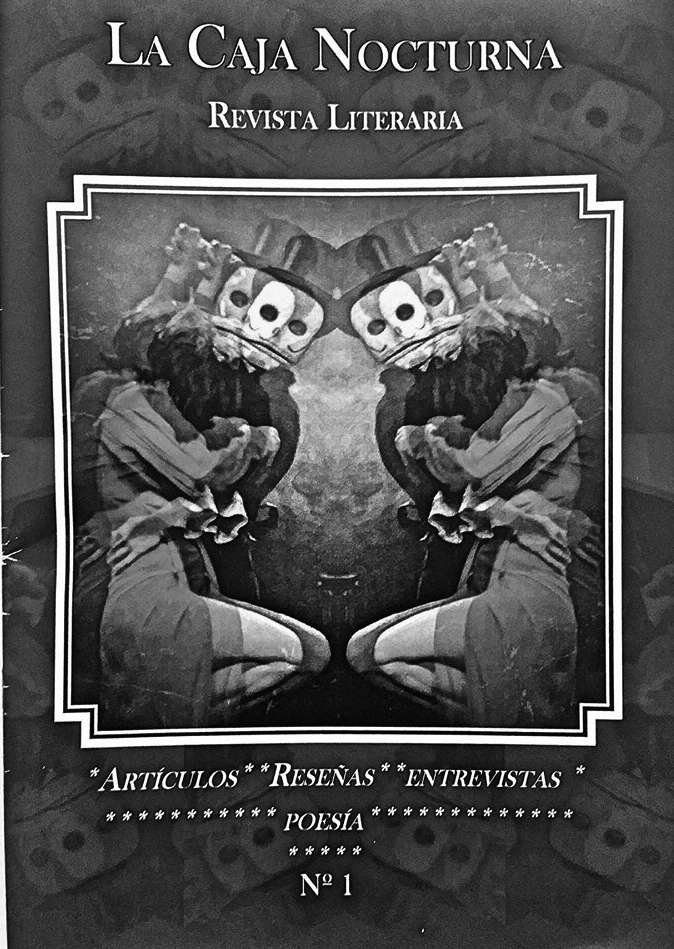 LA CAJA NOCTURNA
REVISTA LITERARIA
*ARTÍCULOS* *RESEÑAS* *ENTREVISTAS *
*********** POESÍA *************
*****
Nº 1